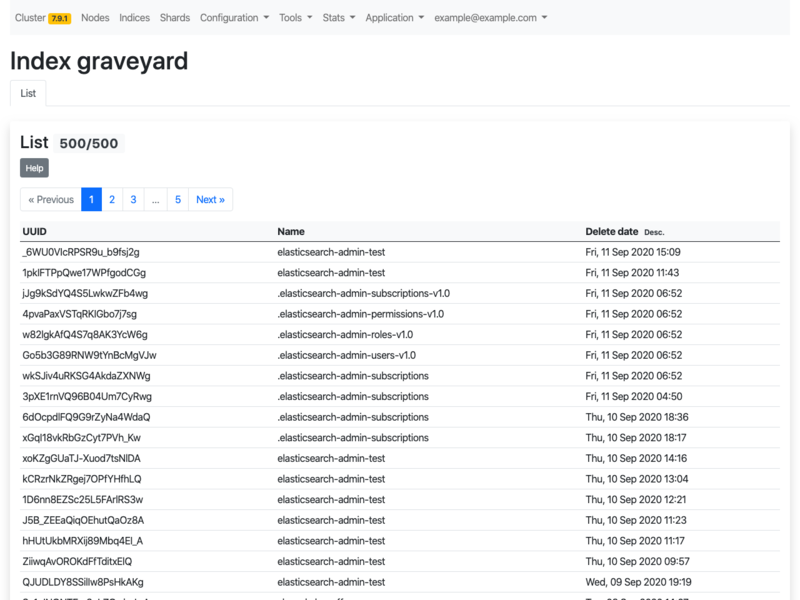 Cluster 7.9.1 Nodes Indices Shards Configuration Tools Stats Application example@example.com
Index graveyard
List
List 500/500
Help
« Previous 1 2 3 ... 5 Next »
UUID Name Delete date Desc.
_6WU0VIcRPSR9u_b9fsj2g elasticsearch-admin-test Fri, 11 Sep 2020 15:09
1pklFTPpQwe17WPfgodCGg elasticsearch-admin-test Fri, 11 Sep 2020 11:43
jJg9kSdYQ4S5LwkwZFb4wg .elasticsearch-admin-subscriptions-v1.0 Fri, 11 Sep 2020 06:52
4pvaPaxVSTqRKlGbo7j7sg .elasticsearch-admin-permissions-v1.0 Fri, 11 Sep 2020 06:52
w82lgkAfQ4S7q8AK3YcW6g .elasticsearch-admin-roles-v1.0 Fri, 11 Sep 2020 06:52
Go5b3G89RNW9tYnBcMgVJw .elasticsearch-admin-users-v1.0 Fri, 11 Sep 2020 06:52
wkSJiv4uRKSG4AkdaZXNWg .elasticsearch-admin-subscriptions Fri, 11 Sep 2020 06:52
3pXE1rnVQ96B04Um7CyRwg .elasticsearch-admin-subscriptions Fri, 11 Sep 2020 04:50
6dOcpdlFQ9G9rZyNa4WdaQ .elasticsearch-admin-subscriptions Thu, 10 Sep 2020 18:36
xGqI18vkRbGzCyt7PVh_Kw .elasticsearch-admin-subscriptions Thu, 10 Sep 2020 18:17
xoKZgGUaTJ-Xuod7tsNlDA elasticsearch-admin-test Thu, 10 Sep 2020 14:16
kCRzrNkZRgej7OPfYHfhLQ elasticsearch-admin-test Thu, 10 Sep 2020 13:04
1D6nn8EZSc25L5FArlRS3w elasticsearch-admin-test Thu, 10 Sep 2020 12:21
J5B_ZEEaQiqOEhutQaOz8A elasticsearch-admin-test Thu, 10 Sep 2020 11:23
hHUtUkbMRXij89Mbq4El_A elasticsearch-admin-test Thu, 10 Sep 2020 11:17
ZiiwqAvOROKdFfTditxElQ elasticsearch-admin-test Thu, 10 Sep 2020 09:57
QJUDLDY8SSiIlw8PsHkAKg elasticsearch-admin-test Wed, 09 Sep 2020 19:19